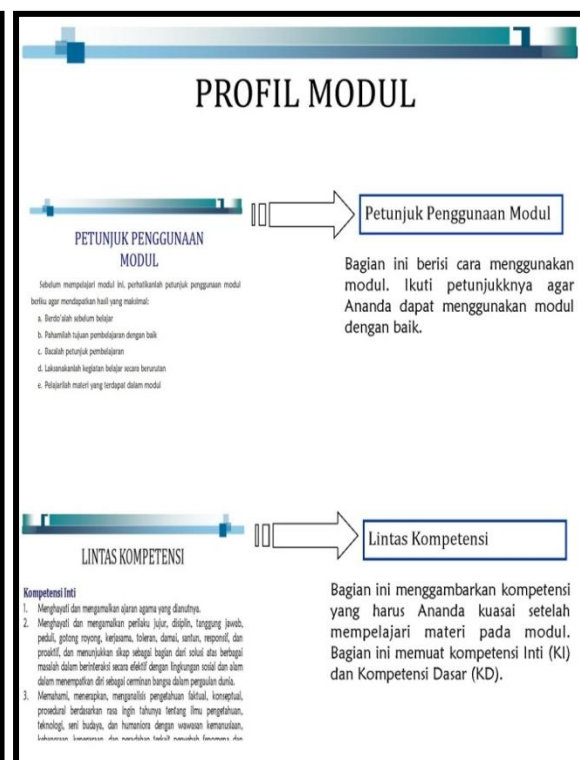 PROFIL MODUL
PETUNJUK PENGGUNAAN
MODUL
Sebelum mempelajari modul ini, perhatikanlah petunjuk penggunaan modul
beriku agar mendapatkan hasil yang maksimal:
a. Berdo'alah sebelum belajar
b. Pahamilah tujuan pembelajaran dengan baik
c. Bacalah petunjuk pembelajaran
d. Laksanakanlah kegiatan belajar secara berurutan
e. Pelajarilah materi yang terdapat dalam modul
Petunjuk Penggunaan Modul
Bagian ini berisi cara menggunakan
modul. Ikuti petunjukknya agar
Ananda dapat menggunakan modul
dengan baik.
LINTAS KOMPETENSI
Kompetensi Inti
1. Menghayati dan mengamalkan ajaran agama yang dianutnya.
2. Menghayati dan mengamalkan perilaku jujur, disiplin, tanggung jawab,
peduli, gotong royong, kerjasama, toleran, damai, santun, responsif, dan
proaktif, dan menunjukkan sikap sebagai bagian dari solusi atas berbagai
masalah dalam berinteraksi secara efektif dengan lingkungan sosial dan alam
dalam menempatkan diri sebagai cerminan bangsa dalam pergaulan dunia.
3. Memahami, menerapkan, menganalisis pengetahuan faktual, konseptual,
prosedural berdasarkan rasa ingin tahunya tentang ilmu pengetahuan,
teknologi, seni budaya, dan humaniora dengan wawasan kemanusiaan,
Lintas Kompetensi
Bagian ini menggambarkan kompetensi
yang harus Ananda kuasai setelah
mempelajari materi pada modul.
Bagian ini memuat kompetensi Inti (KI)
dan Kompetensi Dasar (KD).